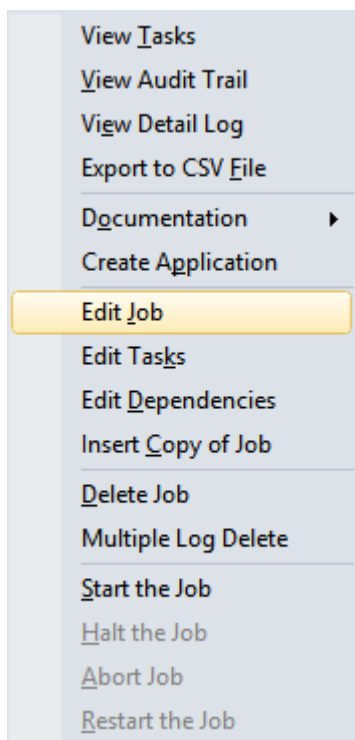 View Tasks
View Audit Trail
View Detail Log
Export to CSV File
Documentation
Create Application
Edit Job
Edit Tasks
Edit Dependencies
Insert Copy of Job
Delete Job
Multiple Log Delete
Start the Job
Halt the Job
Abort Job
Restart the Job